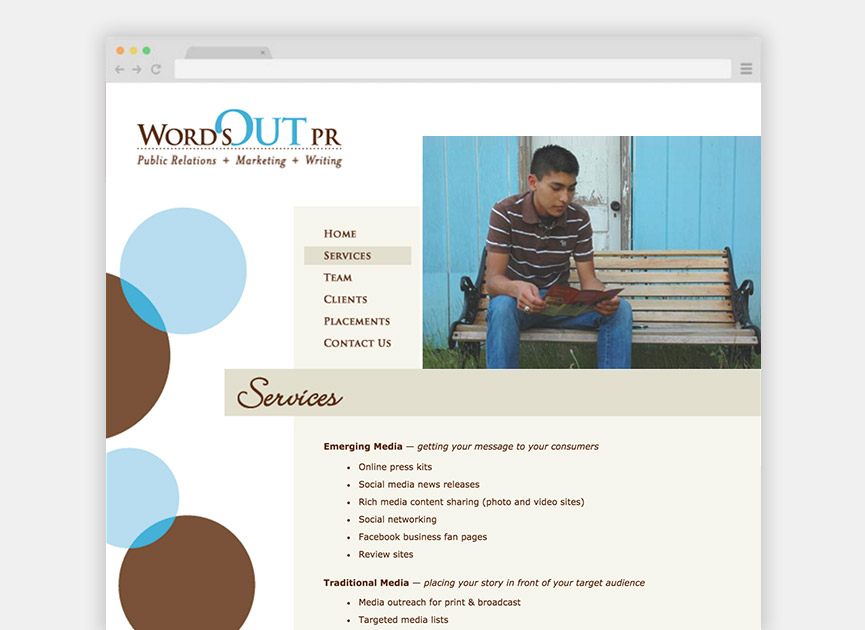 WORD'S OUT PR
Public Relations + Marketing + Writing
HOME
SERVICES
TEAM
CLIENTS
PLACEMENTS
CONTACT US
Services
Emerging Media — getting your message to your consumers
• Online press kits
• Social media news releases
• Rich media content sharing (photo and video sites)
• Social networking
• Facebook business fan pages
• Review sites
Traditional Media — placing your story in front of your target audience
• Media outreach for print & broadcast
• Targeted media lists